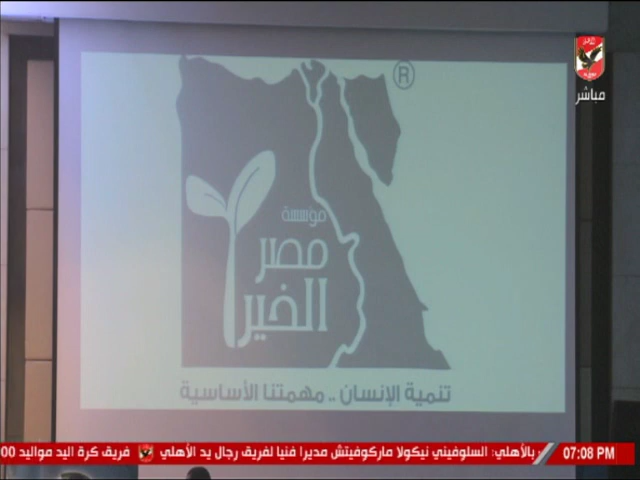 ®
مباشر
مؤسسة
مصر
الخير
تنمية الإنسان .. مهمتنا الأساسية
بالأهلي: السلوفيني نيكولا ماركوفيتش مديرا فنيا لفريق رجال يد الأهلي
فريق كرة اليد مواليد 00
07:08 PM